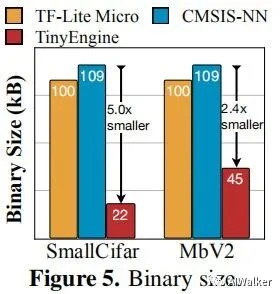 TF-Lite Micro CMSIS-NN
TinyEngine
Binary Size (kB)
100 109 22
5.0x
smaller
100 109 45
2.4x
smaller
SmallCifar MbV2
Figure 5. Binary size.
AIWalker